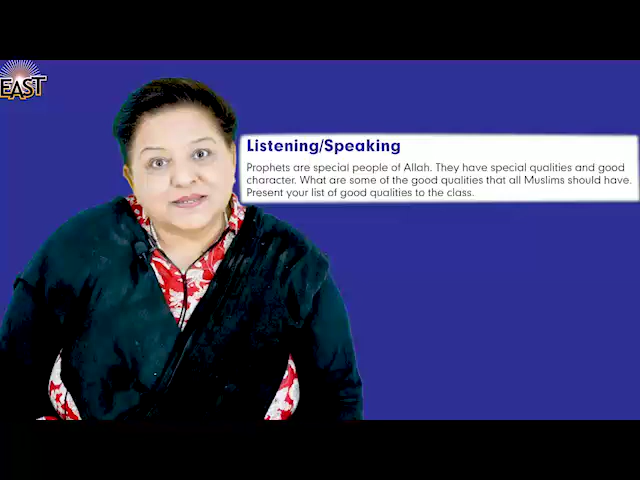 EAST
Listening/Speaking
Prophets are special people of Allah. They have special qualities and good
character. What are some of the good qualities that all Muslims should have.
Present your list of good qualities to the class.